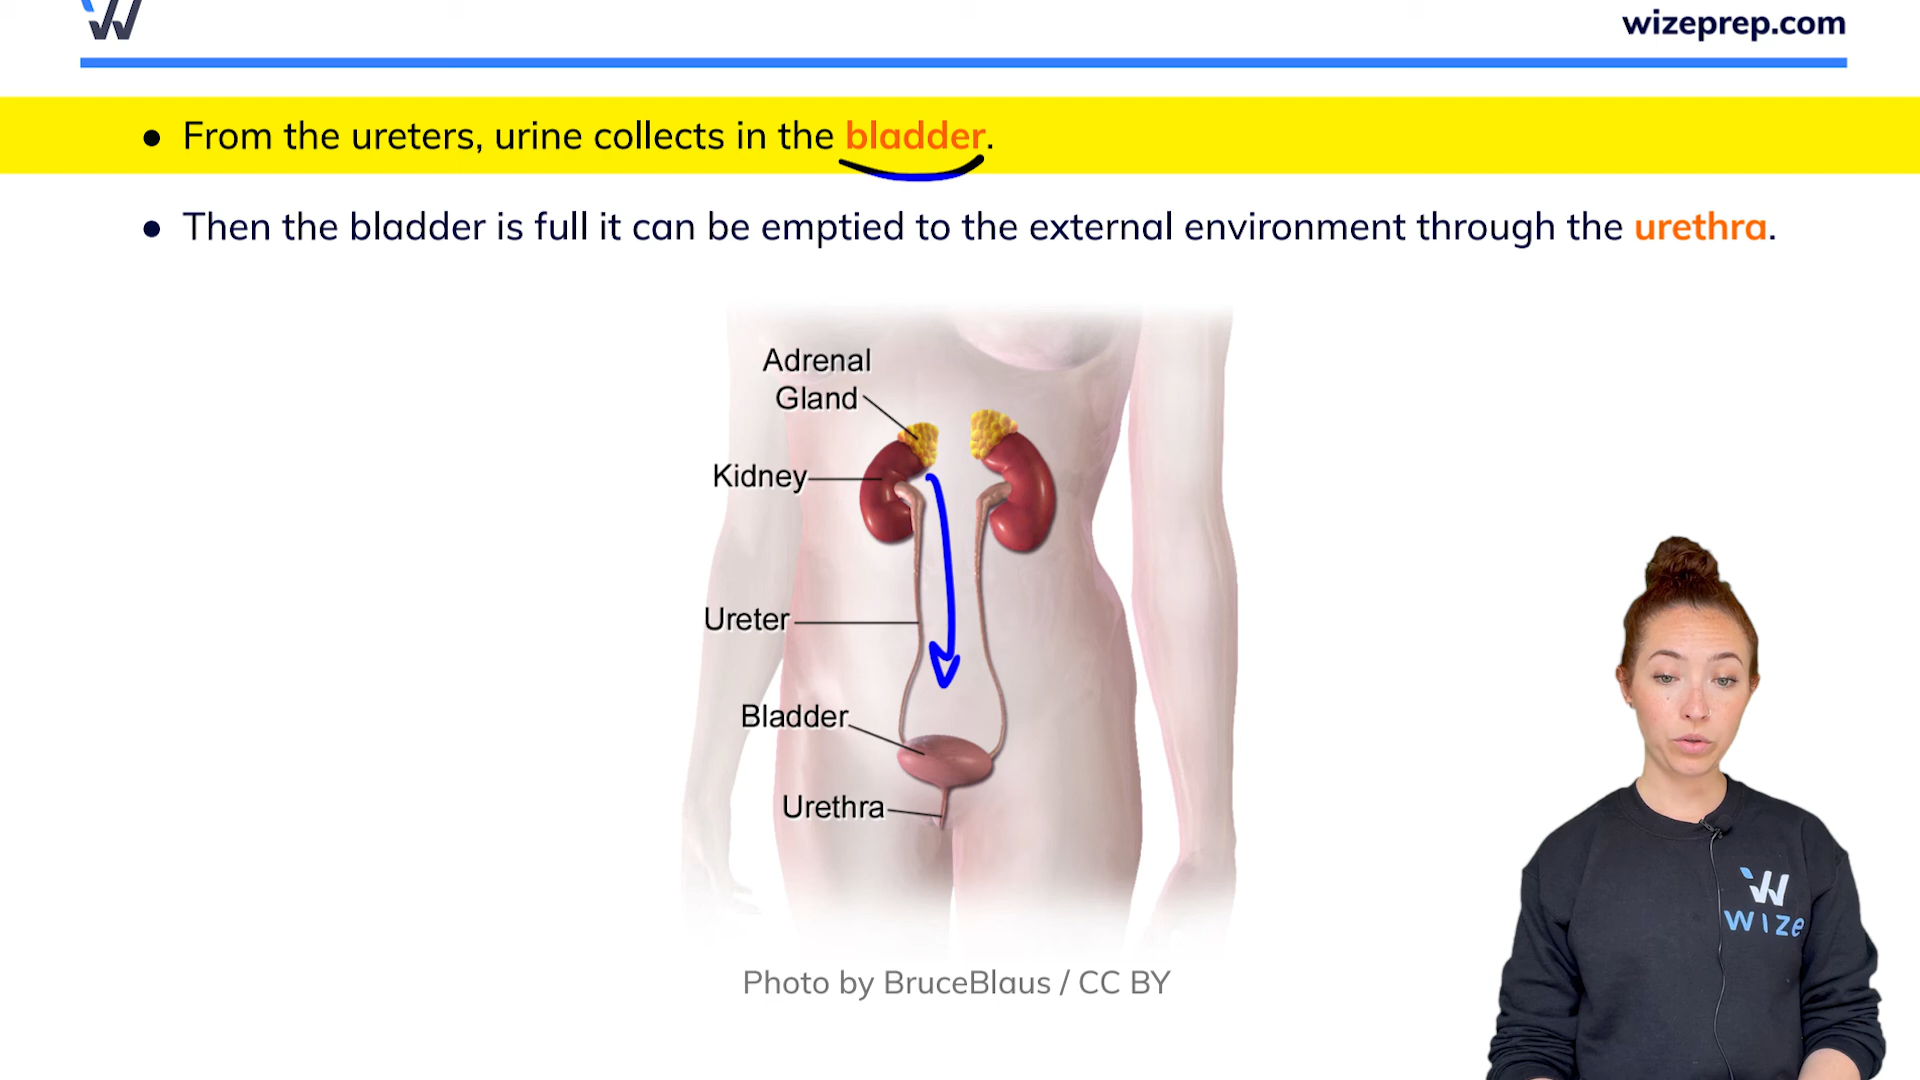 wizeprep.com
● From the ureters, urine collects in the bladder.
● Then the bladder is full it can be emptied to the external environment through the urethra.
Adrenal
Gland
Kidney
Ureter
Bladder
Urethra
Photo by BruceBlaus / CC BY
wize